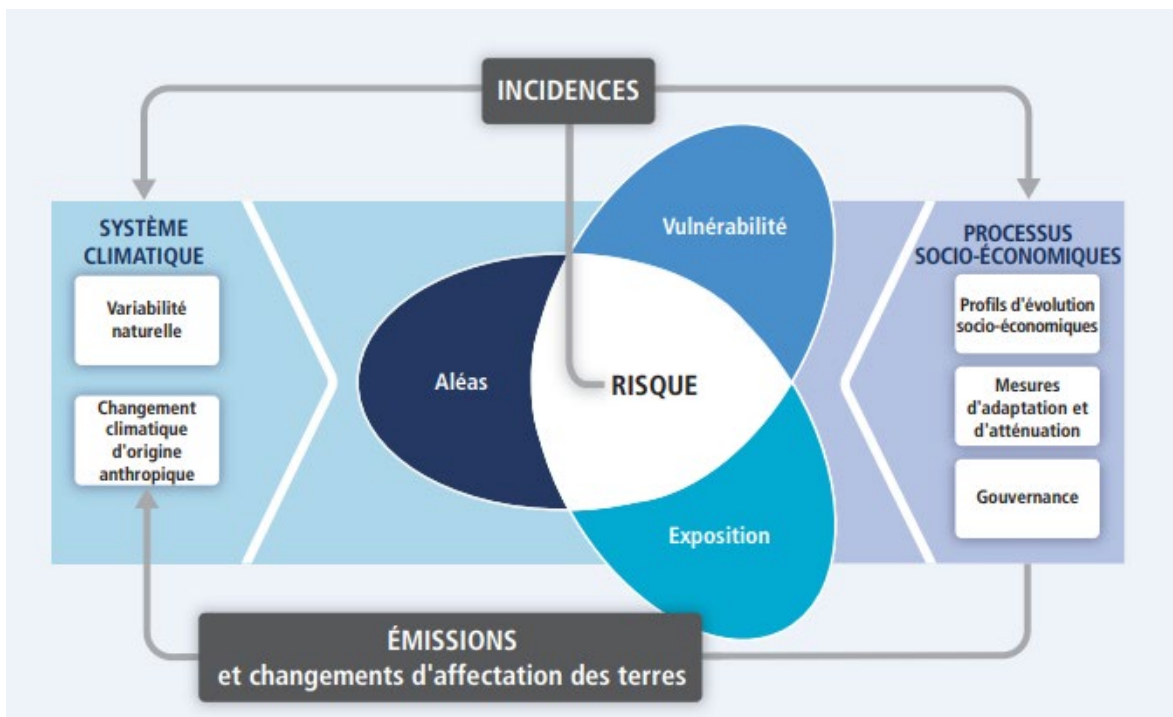 INCIDENCES
SYSTÈME
CLIMATIQUE
Variabilité
naturelle
Changement
climatique
d'origine
anthropique
Vulnérabilité
Aléas
RISQUE
Exposition
PROCESSUS
SOCIO-ÉCONOMIQUES
Profils d'évolution
socio-économiques
Mesures
d'adaptation et
d'atténuation
Gouvernance
ÉMISSIONS
et changements d'affectation des terres